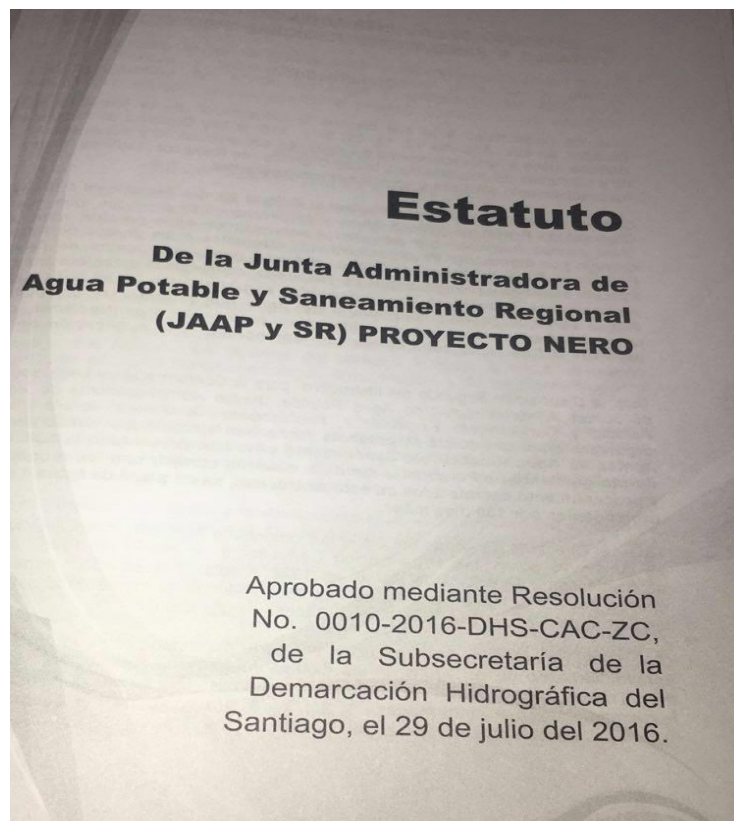 Estatuto
De la Junta Administradora de
Agua Potable y Saneamiento Regional
(JAAP y SR) PROYECTO NERO
Aprobado mediante Resolución
No. 0010-2016-DHS-CAC-ZC,
de la Subsecretaría de la
Demarcación Hidrográfica del
Santiago, el 29 de julio del 2016.